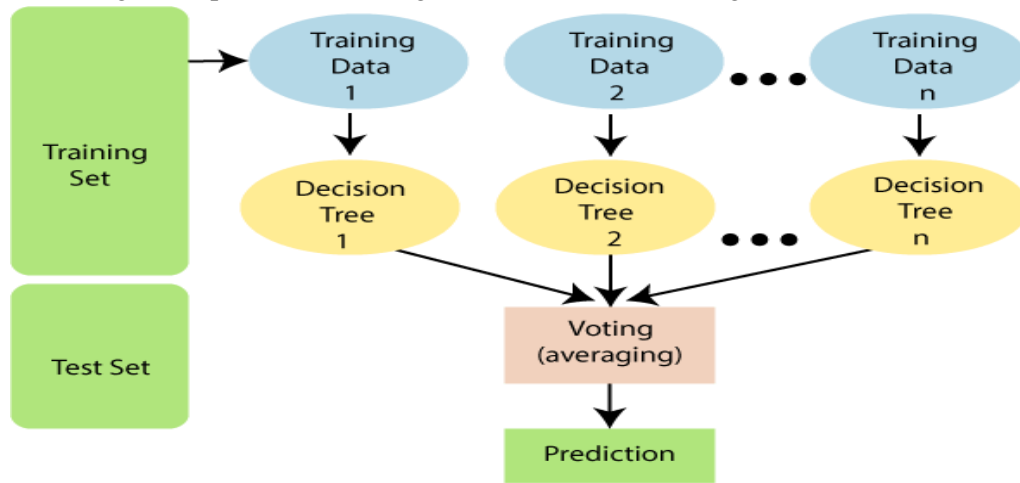 Training
Set
Test Set
Training
Data
1
Training
Data
2
Training
Data
n
Decision
Tree
1
Decision
Tree
2
Decision
Tree
n
Voting
(averaging)
Prediction